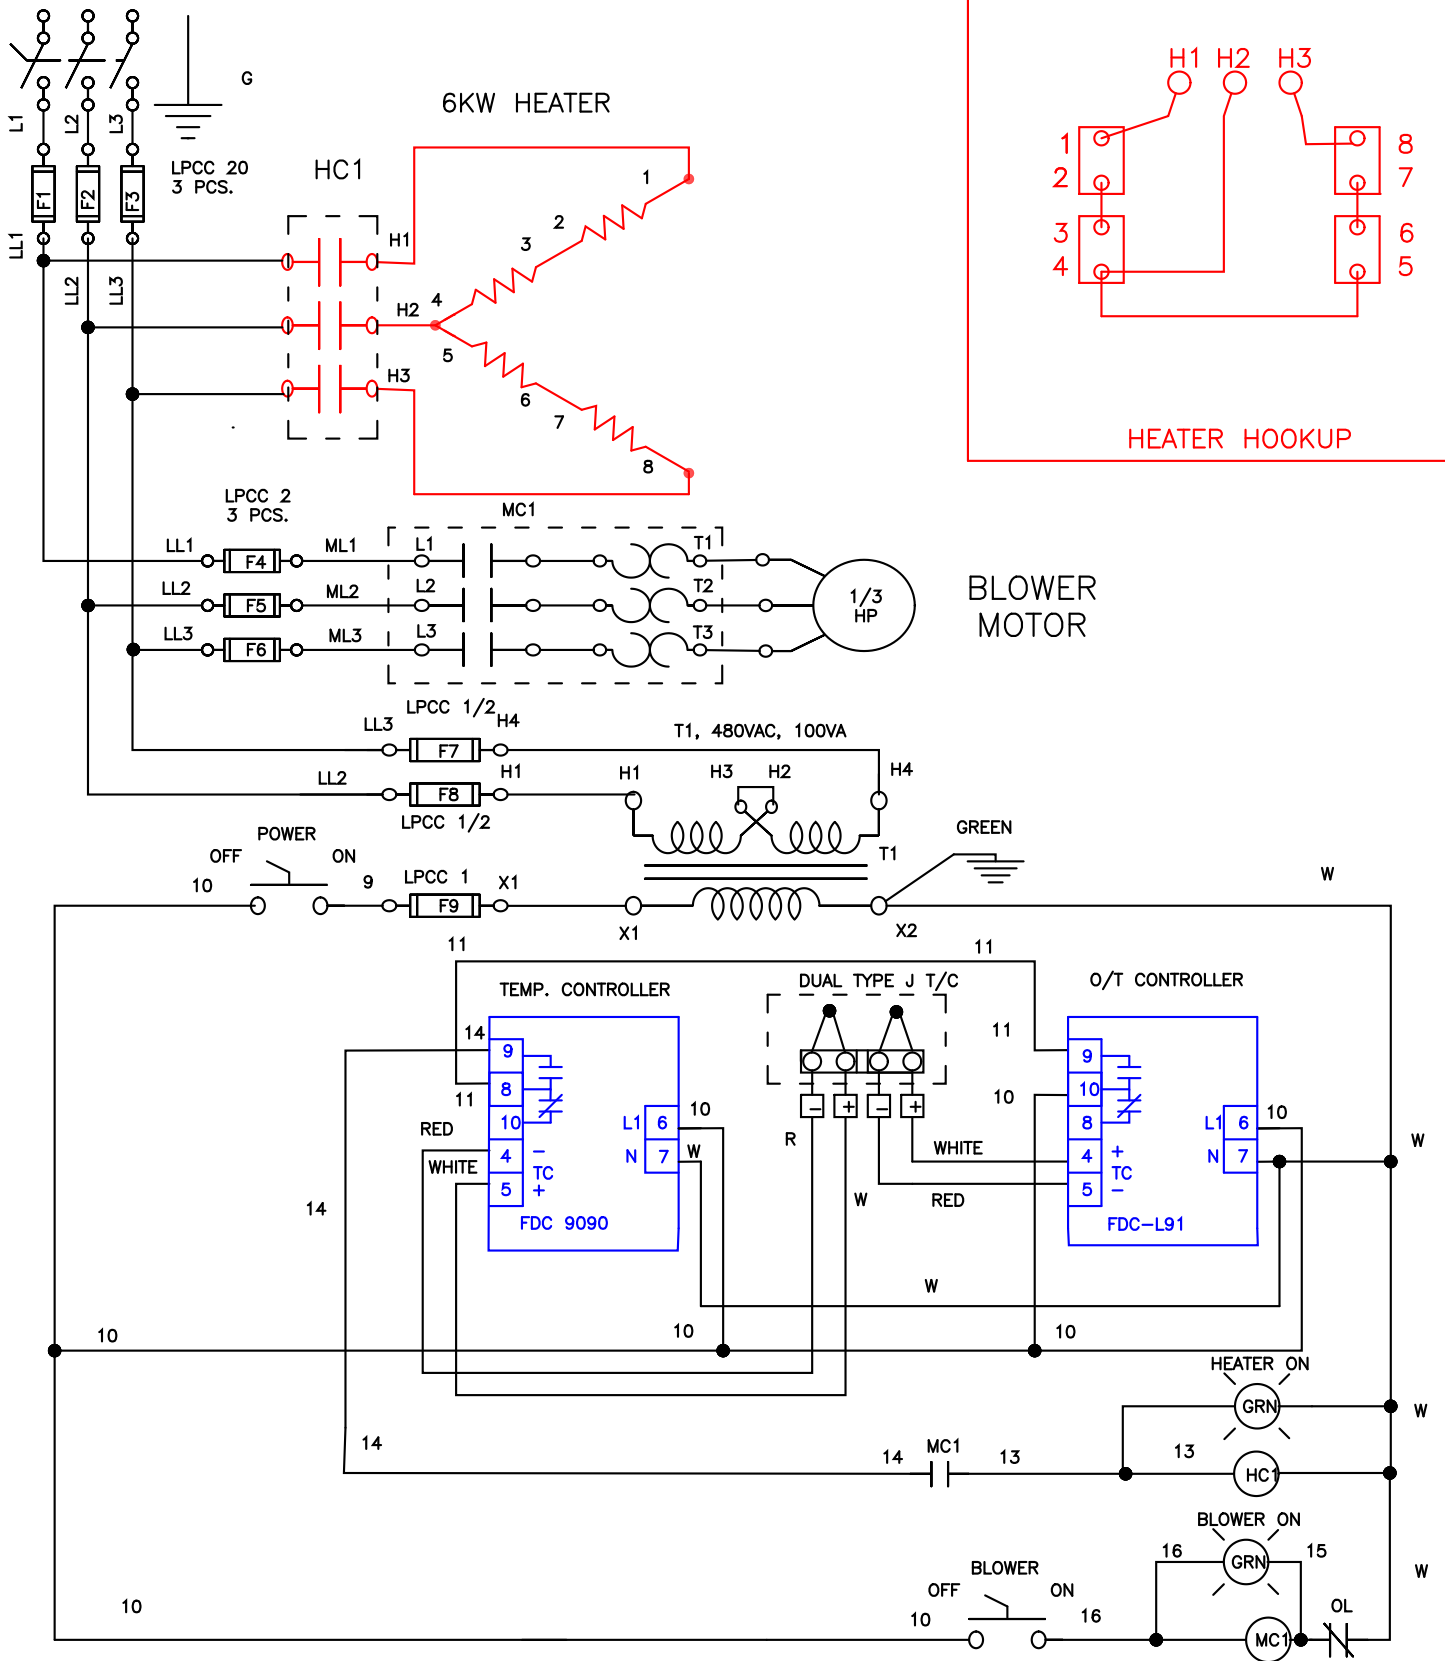 G
L1
L2
L3
LPCC 20
3 PCS.
F1
F2
F3
LL1
LL2
LL3
HC1
6KW HEATER
H1
H2
H3
1
2
3
4
5
6
7
8
H1 H2 H3
1
2
3
4
8
7
6
5
HEATER HOOKUP
LPCC 2
3 PCS.
MC1
LL1
F4
ML1
L1
T1
LL2
F5
ML2
L2
T2
LL3
F6
ML3
L3
T3
1/3
HP
BLOWER
MOTOR
LPCC 1/2
LL3
F7
H4
T1, 480VAC, 100VA
LL2
F8
H1
LPCC 1/2
H1
H3
H2
H4
T1
GREEN
POWER
OFF
ON
10
9
LPCC 1
F9
X1
X1
X2
W
11
11
TEMP. CONTROLLER
DUAL TYPE J T/C
O/T CONTROLLER
14
9
8
11
10
RED
4 −
TC
WHITE
5 +
L1 6
10
N 7
W
FDC 9090
− + − +
R
W
WHITE
RED
11
9
10
10
8
4 +
TC
5 −
L1 6
10
N 7
W
FDC-L91
14
W
10
10
10
HEATER ON
GRN
W
14
14
MC1
13
13
HC1
BLOWER ON
16
GRN
15
W
10
BLOWER
OFF
ON
10
16
MC1
OL